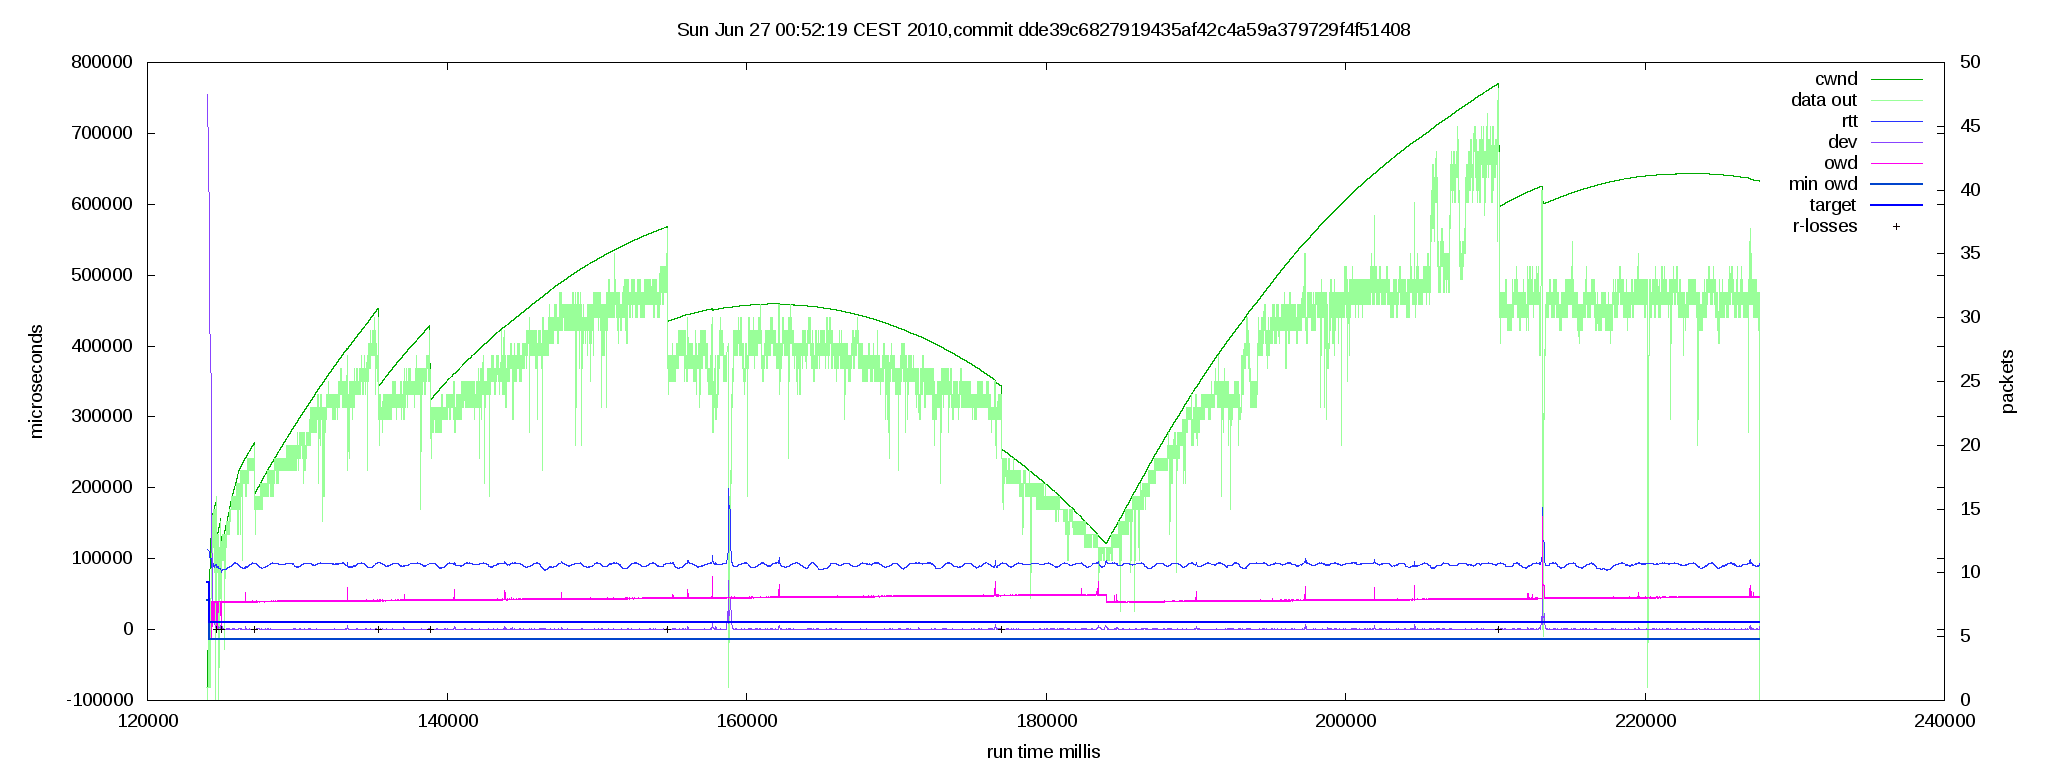 Sun Jun 27 00:52:19 CEST 2010,commit dde39c6827919435af42c4a59a379729f4f51408
800000
700000
600000
500000
400000
300000
200000
100000
0
-100000
microseconds
50
45
40
35
30
25
20
15
10
5
0
packets
cwnd
data out
rtt
dev
owd
min owd
target
r-losses
120000 140000 160000 180000 200000 220000 240000
run time millis